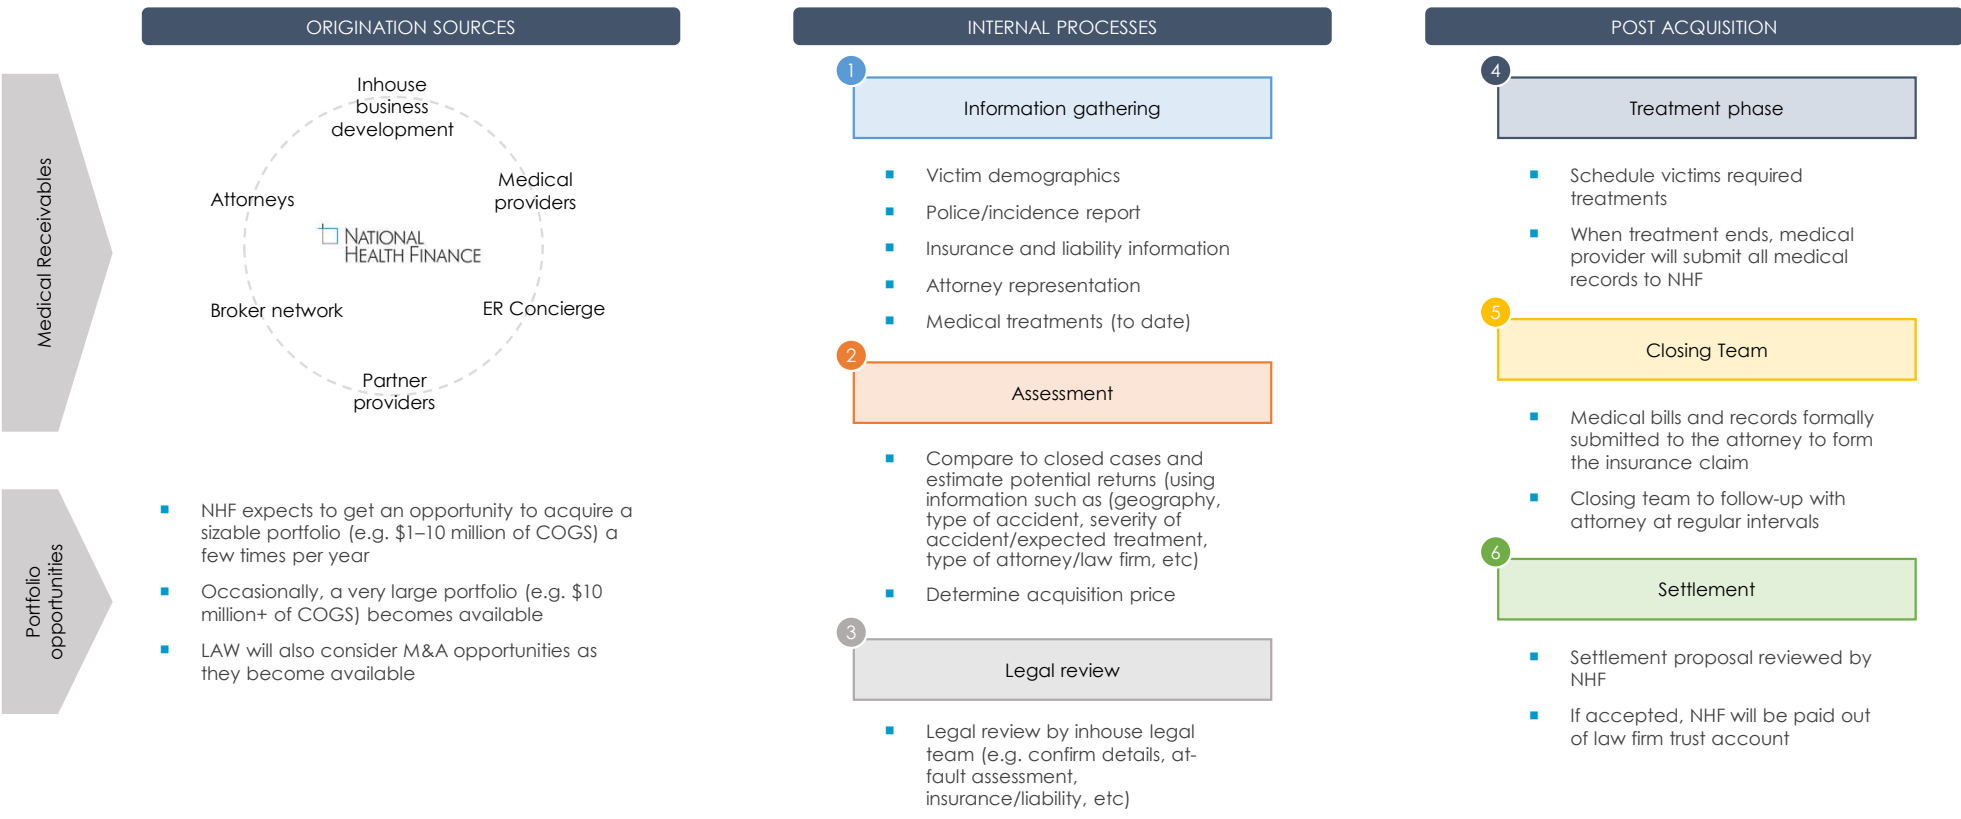 ORIGINATION SOURCES
Medical Receivables
Inhouse
business
development
Medical
providers
Attorneys
NATIONAL
HEALTH FINANCE
Broker network
ER Concierge
Partner
providers
Portfolio
opportunities
NHF expects to get an opportunity to acquire a
sizable portfolio (e.g. $1–10 million of COGS) a
few times per year
Occasionally, a very large portfolio (e.g. $10
million+ of COGS) becomes available
LAW will also consider M&A opportunities as
they become available
INTERNAL PROCESSES
1
Information gathering
Victim demographics
Police/incidence report
Insurance and liability information
Attorney representation
Medical treatments (to date)
2
Assessment
Compare to closed cases and
estimate potential returns (using
information such as (geography,
type of accident, severity of
accident/expected treatment,
type of attorney/law firm, etc)
Determine acquisition price
3
Legal review
Legal review by inhouse legal
team (e.g. confirm details, at-
fault assessment,
insurance/liability, etc)
POST ACQUISITION
4
Treatment phase
Schedule victims required
treatments
When treatment ends, medical
provider will submit all medical
records to NHF
5
Closing Team
Medical bills and records formally
submitted to the attorney to form
the insurance claim
Closing team to follow-up with
attorney at regular intervals
6
Settlement
Settlement proposal reviewed by
NHF
If accepted, NHF will be paid out
of law firm trust account